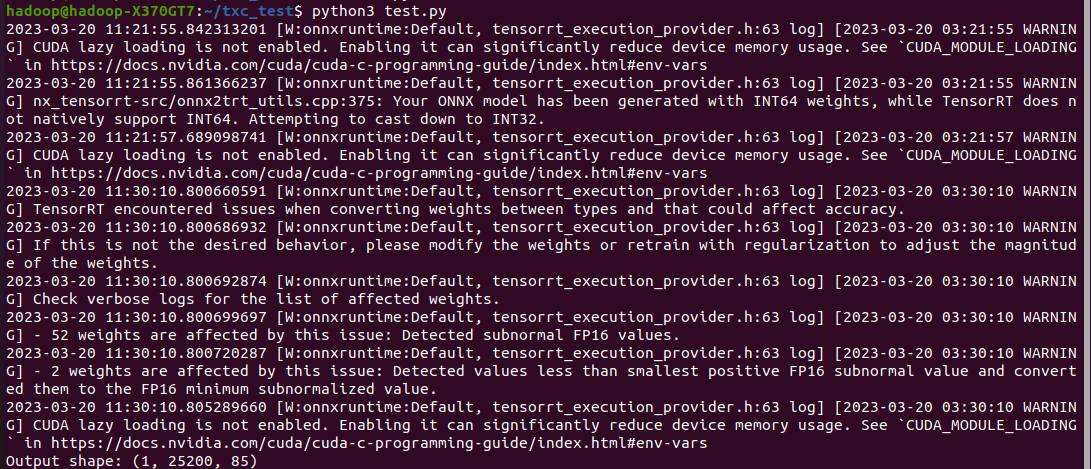 hadoop@hadoop-X370GT7:~/txc_test$ python3 test.py
2023-03-20 11:21:55.842313201 [W:onnxruntime:Default, tensorrt_execution_provider.h:63 log] [2023-03-20 03:21:55 WARNIN
G] CUDA lazy loading is not enabled. Enabling it can significantly reduce device memory usage. See `CUDA_MODULE_LOADING
` in https://docs.nvidia.com/cuda/cuda-c-programming-guide/index.html#env-vars
2023-03-20 11:21:55.861366237 [W:onnxruntime:Default, tensorrt_execution_provider.h:63 log] [2023-03-20 03:21:55 WARNIN
G] nx_tensorrt-src/onnx2trt_utils.cpp:375: Your ONNX model has been generated with INT64 weights, while TensorRT does n
ot natively support INT64. Attempting to cast down to INT32.
2023-03-20 11:21:57.689098741 [W:onnxruntime:Default, tensorrt_execution_provider.h:63 log] [2023-03-20 03:21:57 WARNIN
G] CUDA lazy loading is not enabled. Enabling it can significantly reduce device memory usage. See `CUDA_MODULE_LOADING
` in https://docs.nvidia.com/cuda/cuda-c-programming-guide/index.html#env-vars
2023-03-20 11:30:10.800660591 [W:onnxruntime:Default, tensorrt_execution_provider.h:63 log] [2023-03-20 03:30:10 WARNIN
G] TensorRT encountered issues when converting weights between types and that could affect accuracy.
2023-03-20 11:30:10.800686932 [W:onnxruntime:Default, tensorrt_execution_provider.h:63 log] [2023-03-20 03:30:10 WARNIN
G] If this is not the desired behavior, please modify the weights or retrain with regularization to adjust the magnitud
e of the weights.
2023-03-20 11:30:10.800692874 [W:onnxruntime:Default, tensorrt_execution_provider.h:63 log] [2023-03-20 03:30:10 WARNIN
G] Check verbose logs for the list of affected weights.
2023-03-20 11:30:10.800699697 [W:onnxruntime:Default, tensorrt_execution_provider.h:63 log] [2023-03-20 03:30:10 WARNIN
G] - 52 weights are affected by this issue: Detected subnormal FP16 values.
2023-03-20 11:30:10.800720287 [W:onnxruntime:Default, tensorrt_execution_provider.h:63 log] [2023-03-20 03:30:10 WARNIN
G] - 2 weights are affected by this issue: Detected values less than smallest positive FP16 subnormal value and convert
ed them to the FP16 minimum subnormalized value.
2023-03-20 11:30:10.805289660 [W:onnxruntime:Default, tensorrt_execution_provider.h:63 log] [2023-03-20 03:30:10 WARNIN
G] CUDA lazy loading is not enabled. Enabling it can significantly reduce device memory usage. See `CUDA_MODULE_LOADING
` in https://docs.nvidia.com/cuda/cuda-c-programming-guide/index.html#env-vars
Output shape: (1, 25200, 85)